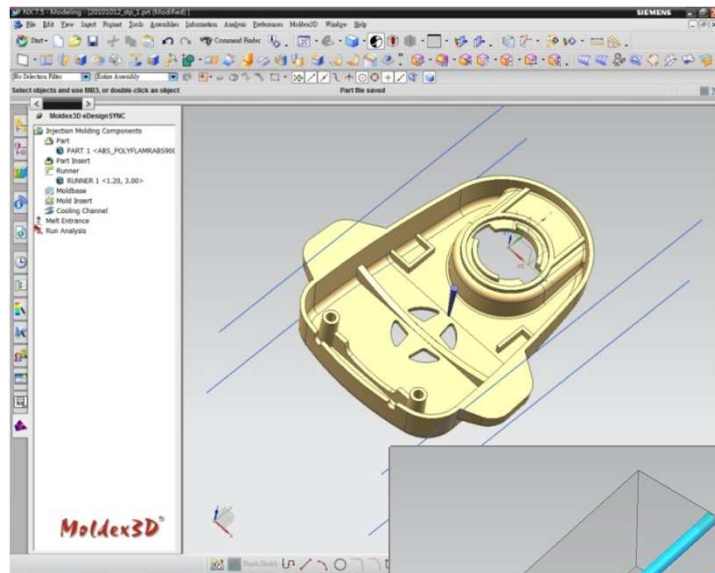 NX 7.5 - Modeling - [20101012_stp_1.prt (Modified)]
SIEMENS
File Edit View Insert Format Tools Assemblies Information Analysis Preferences Moldex3D Window Help
Start Command Finder
No Selection Filter Entire Assembly
Select objects and use MB3, or double-click an object
Part file saved
Moldex3D eDesignSYNC
Injection Molding Components
Part
PART 1 <ABS_POLYFLAMRABS90(
Part Insert
Runner
RUNNER 1 <1.20, 3.00>
Moldbase
Mold Insert
Cooling Channel
Melt Entrance
Run Analysis
Moldex3D
Finish Sketch